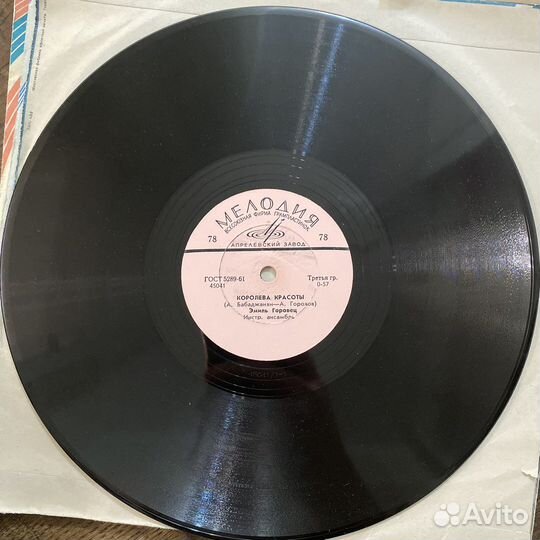 МЕЛОДИЯ
ВСЕСОЮЗНАЯ ФИРМА ГРАМПЛАСТИНОК
78 78
АПРЕЛЕВСКИЙ ЗАВОД
ГОСТ 5289-61 Третья гр.
45041 0-57
КОРОЛЕВА КРАСОТЫ
(А. Бабаджанян—А. Горохов)
Эмиль Горовец
Инстр. ансамбль
Avito